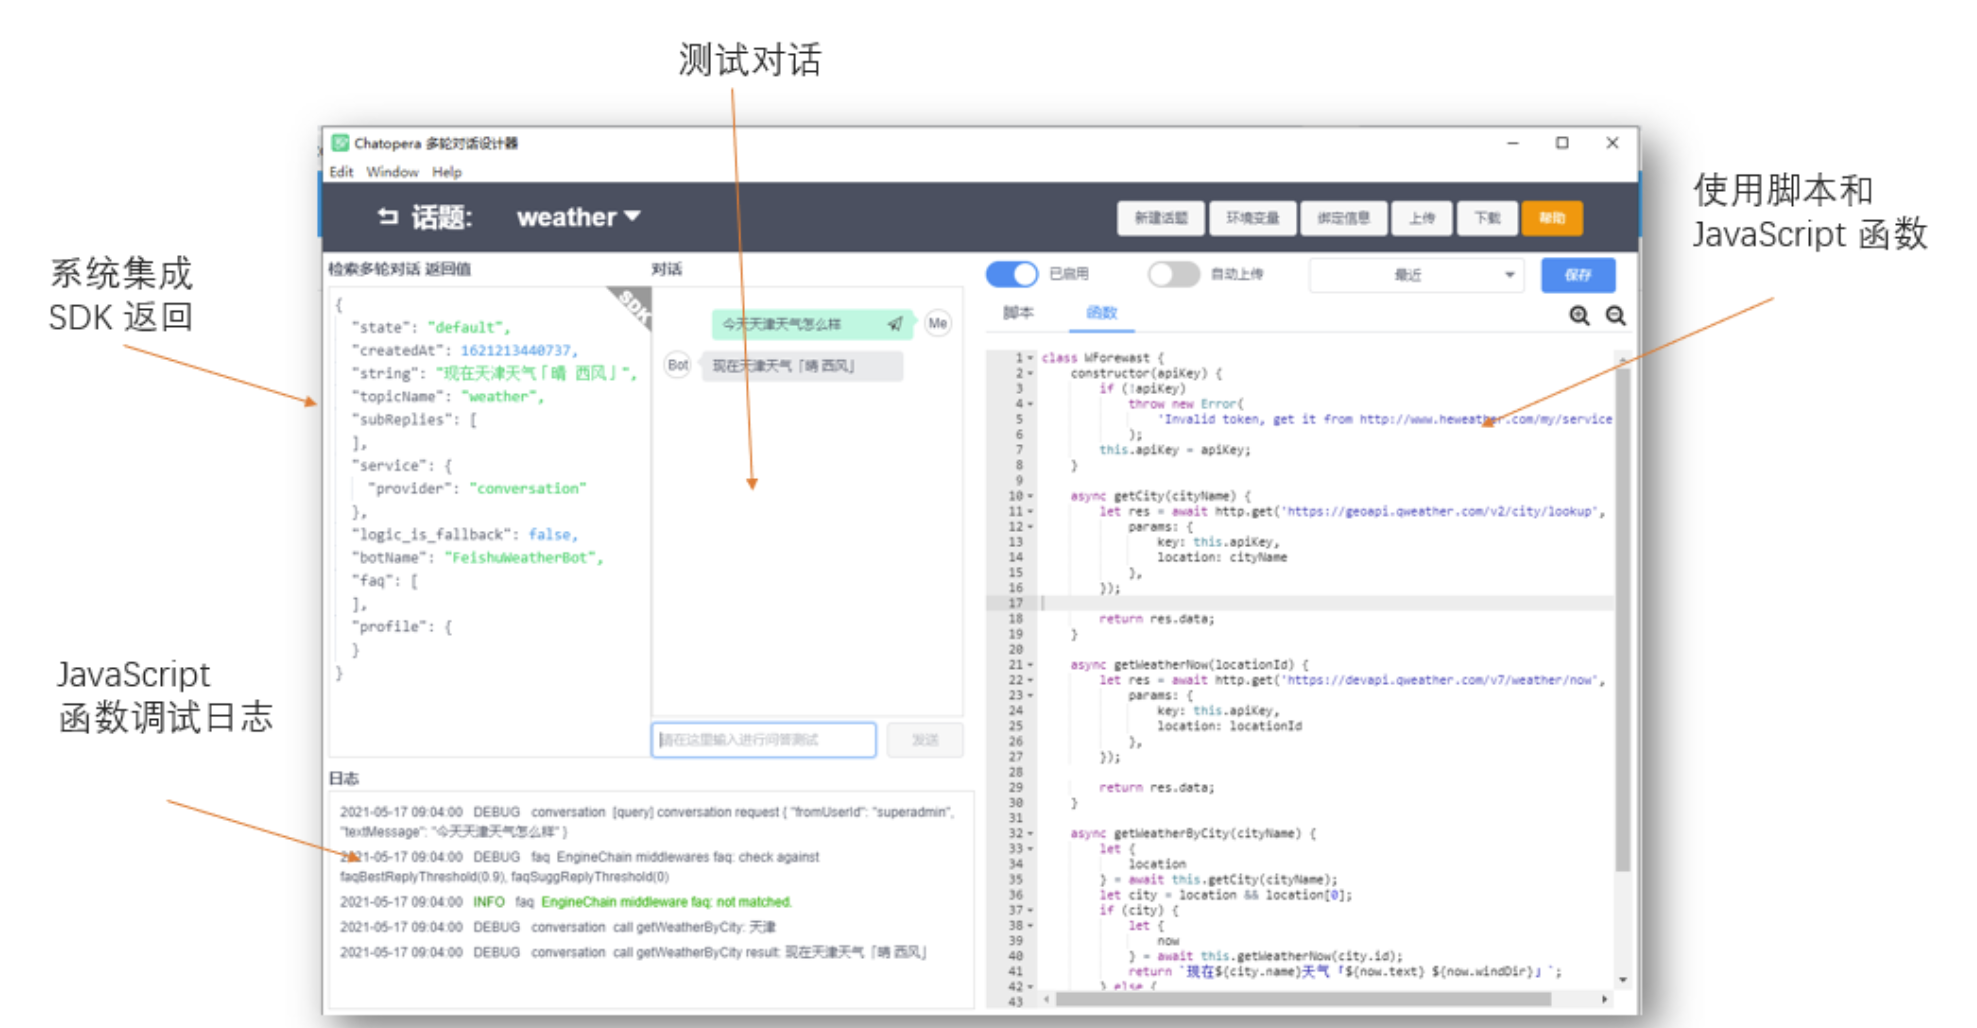 测试对话
Chatopera 多轮对话设计器
Edit Window Help
话题: weather
新建话题 环境变量 绑定信息 上传 下载 帮助
使用脚本和
JavaScript 函数
系统集成
SDK 返回
JavaScript
函数调试日志
检索多轮对话 返回值
SDK
{
"state": "default",
"createdAt": 1621213440737,
"string": "现在天津天气「晴 西风」",
"topicName": "weather",
"subReplies": [
],
"service": {
"provider": "conversation"
},
"logic_is_fallback": false,
"botName": "FeishuWeatherBot",
"faq": [
],
"profile": {
}
}
对话
今天天津天气怎么样 Me
Bot 现在天津天气「晴 西风」
请在这里输入进行问答测试 发送
日志
2021-05-17 09:04:00 DEBUG conversation [query] conversation request { "fromUserId": "superadmin",
"textMessage": "今天天津天气怎么样" }
2021-05-17 09:04:00 DEBUG faq EngineChain middlewares faq: check against
faqBestReplyThreshold(0.9), faqSuggReplyThreshold(0)
2021-05-17 09:04:00 INFO faq EngineChain middleware faq: not matched.
2021-05-17 09:04:00 DEBUG conversation call getWeatherByCity: 天津
2021-05-17 09:04:00 DEBUG conversation call getWeatherByCity result: 现在天津天气「晴 西风」
已启用 自动上传 最近 保存
脚本 函数
1 class WForewast {
2 constructor(apiKey) {
3 if (!apiKey)
4 throw new Error(
5 'Invalid token, get it from http://www.heweather.com/my/service
6 );
7 this.apiKey = apiKey;
8 }
9
10 async getCity(cityName) {
11 let res = await http.get('https://geoapi.qweather.com/v2/city/lookup',
12 params: {
13 key: this.apiKey,
14 location: cityName
15 },
16 });
17
18 return res.data;
19 }
20
21 async getWeatherNow(locationId) {
22 let res = await http.get('https://devapi.qweather.com/v7/weather/now',
23 params: {
24 key: this.apiKey,
25 location: locationId
26 },
27 });
28
29 return res.data;
30 }
31
32 async getWeatherByCity(cityName) {
33 let {
34 location
35 } = await this.getCity(cityName);
36 let city = location && location[0];
37 if (city) {
38 let {
39 now
40 } = await this.getWeatherNow(city.id);
41 return `现在${city.name}天气「${now.text} ${now.windDir}」`;
42 } else {
43